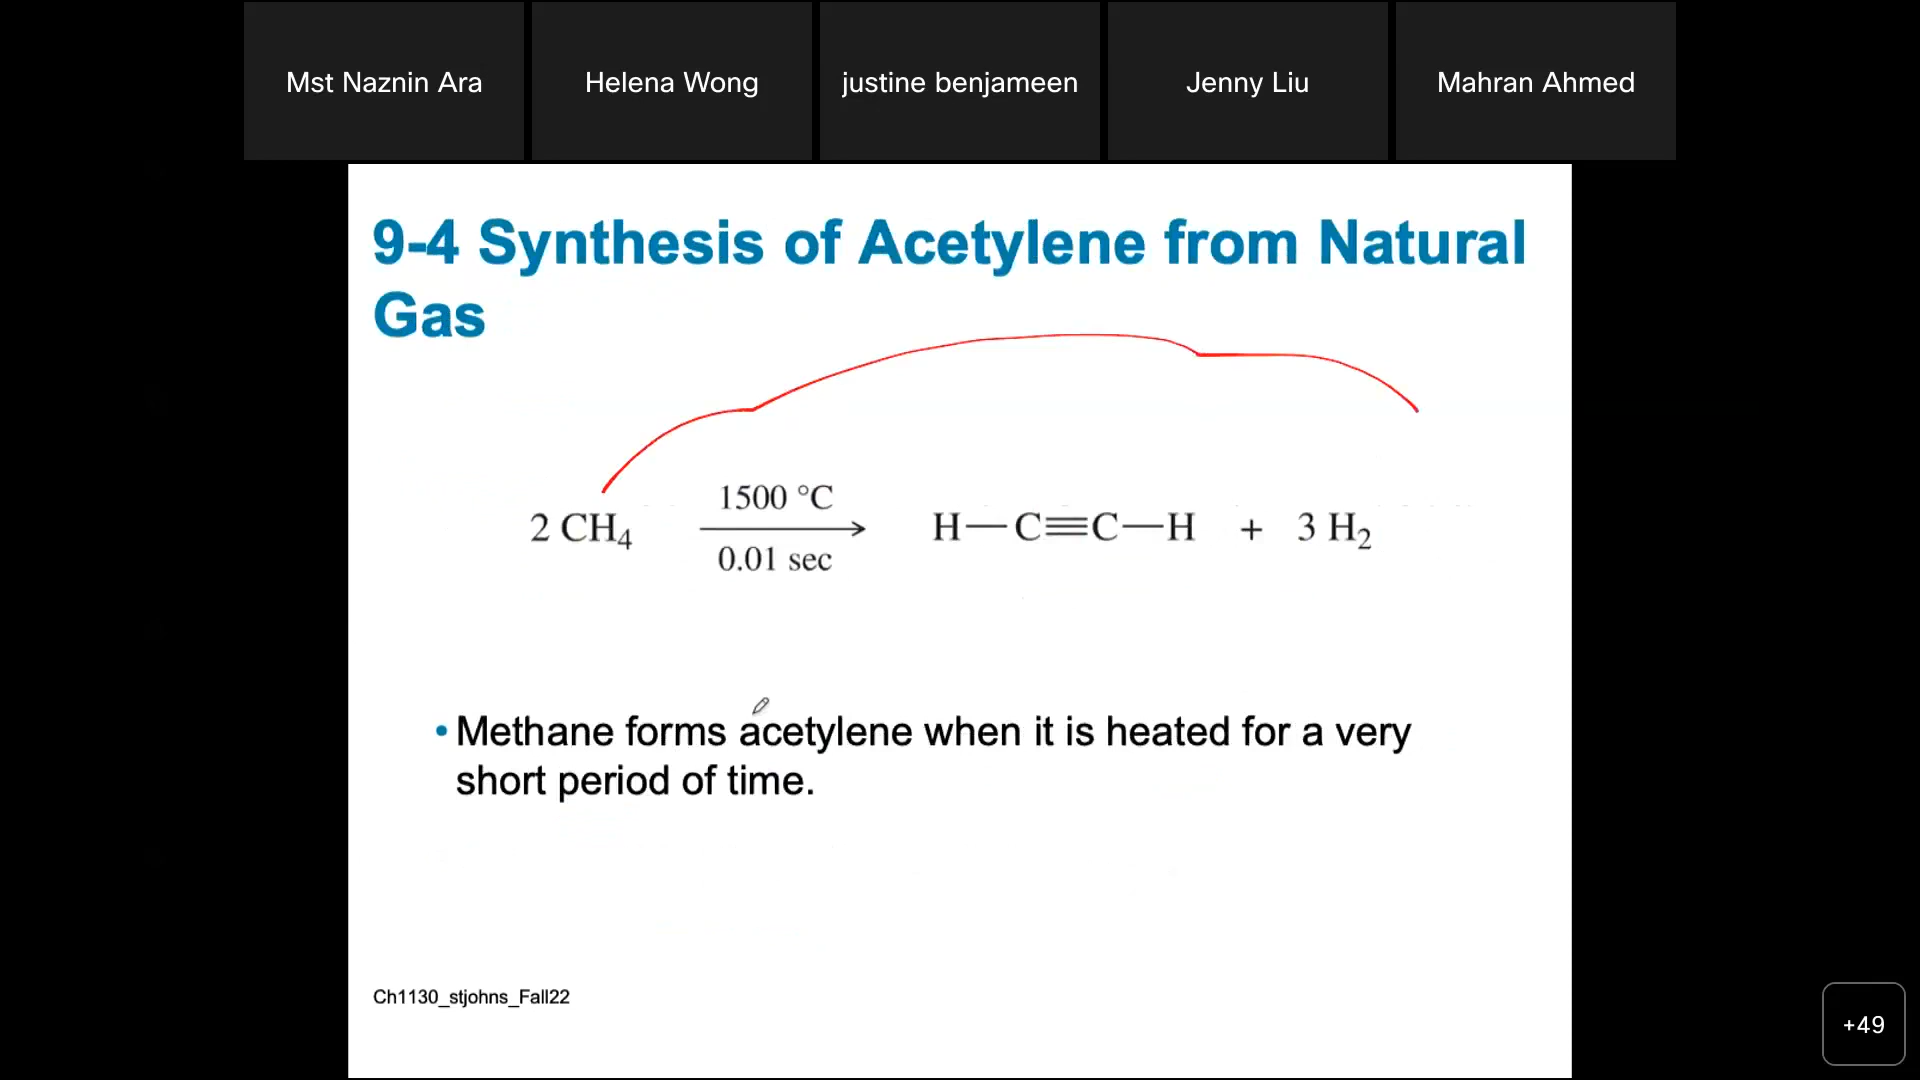 Mst Naznin Ara
Helena Wong
justine benjameen
Jenny Liu
Mahran Ahmed
9-4 Synthesis of Acetylene from Natural
Gas
1500 °C
2 CH₄ ⟶ H—C≡C—H + 3 H₂
0.01 sec
• Methane forms acetylene when it is heated for a very
short period of time.
Ch1130_stjohns_Fall22
+49